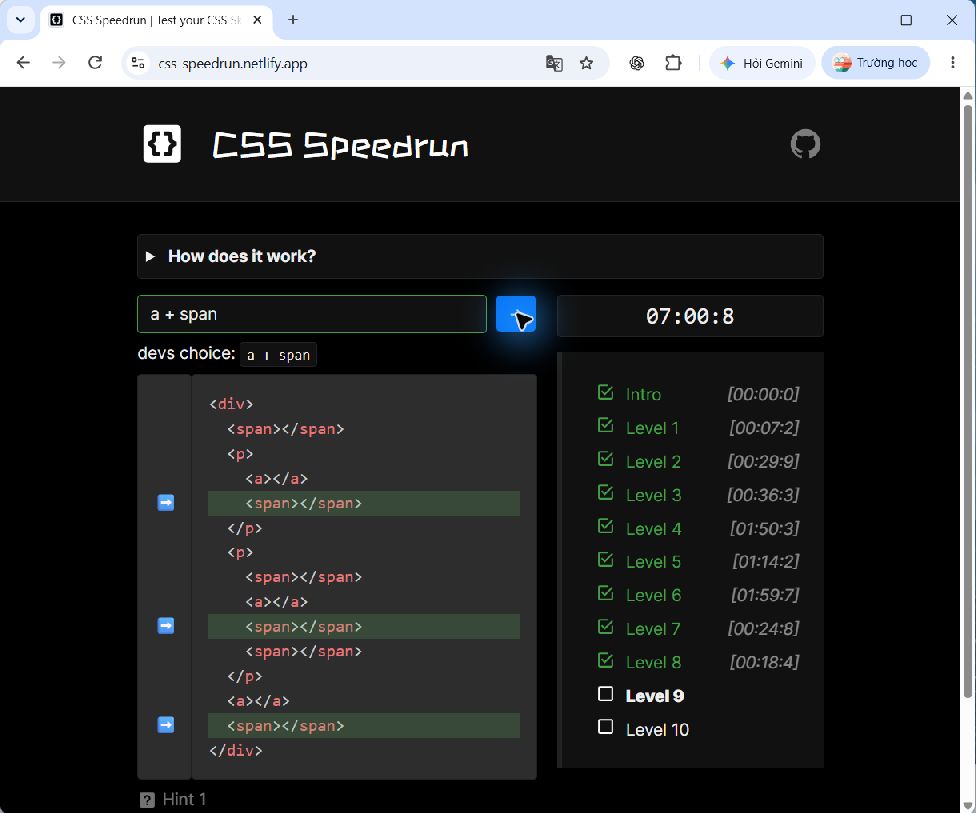 CSS Speedrun | Test your CSS Sk
css-speedrun.netlify.app
Hỏi Gemini
Trường học
CSS Speedrun
How does it work?
a + span
07:00:8
devs choice: a + span
<div>
<span></span>
<p>
<a></a>
<span></span>
</p>
<p>
<span></span>
<a></a>
<span></span>
<span></span>
</p>
<a></a>
<span></span>
</div>
Intro [00:00:0]
Level 1 [00:07:2]
Level 2 [00:29:9]
Level 3 [00:36:3]
Level 4 [01:50:3]
Level 5 [01:14:2]
Level 6 [01:59:7]
Level 7 [00:24:8]
Level 8 [00:18:4]
Level 9
Level 10
? Hint 1